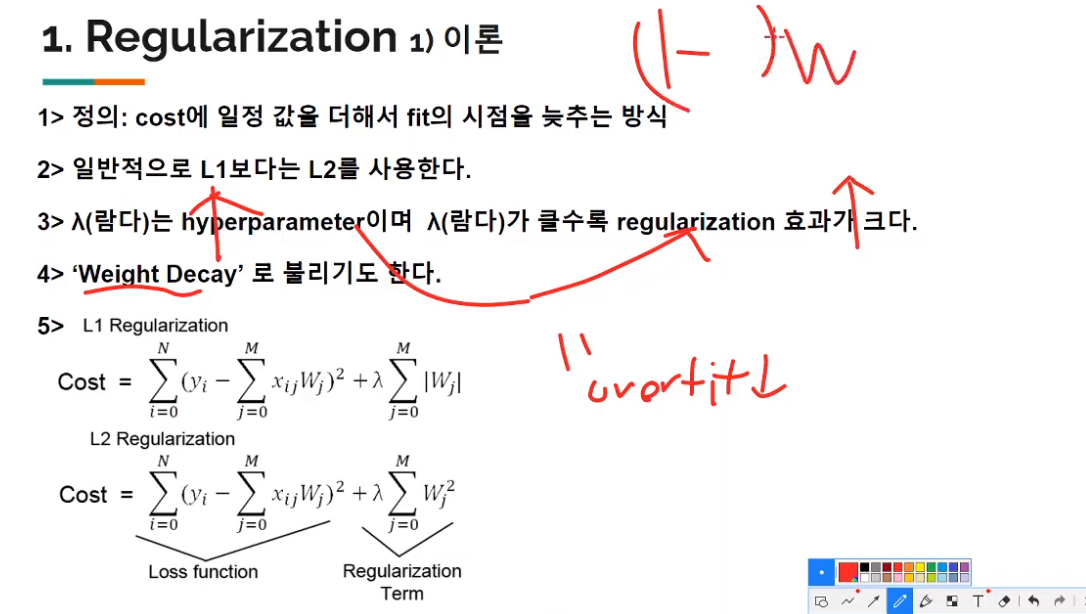 1. Regularization 1) 이론
(1- )W
1> 정의: cost에 일정 값을 더해서 fit의 시점을 늦추는 방식
2> 일반적으로 L1보다는 L2를 사용한다.
3> λ(람다)는 hyperparameter이며 λ(람다)가 클수록 regularization 효과가 크다.
4> ‘Weight Decay’ 로 불리기도 한다.
5> L1 Regularization
Cost = \sum_{i=0}^{N} (y_i − \sum_{j=0}^{M} x_{ij}W_j)^2 + λ \sum_{j=0}^{M} |W_j|
overfit↓
L2 Regularization
Cost = \sum_{i=0}^{N} (y_i − \sum_{j=0}^{M} x_{ij}W_j)^2 + λ \sum_{j=0}^{M} W_j^2
Loss function
Regularization
Term